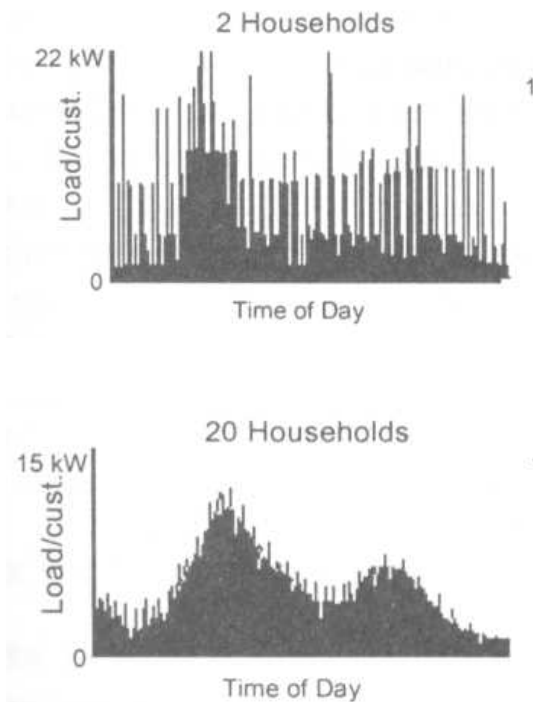 2 Households
22 kW
Load/cust.
0
Time of Day
1
20 Households
15 kW
Load/cust.
0
Time of Day